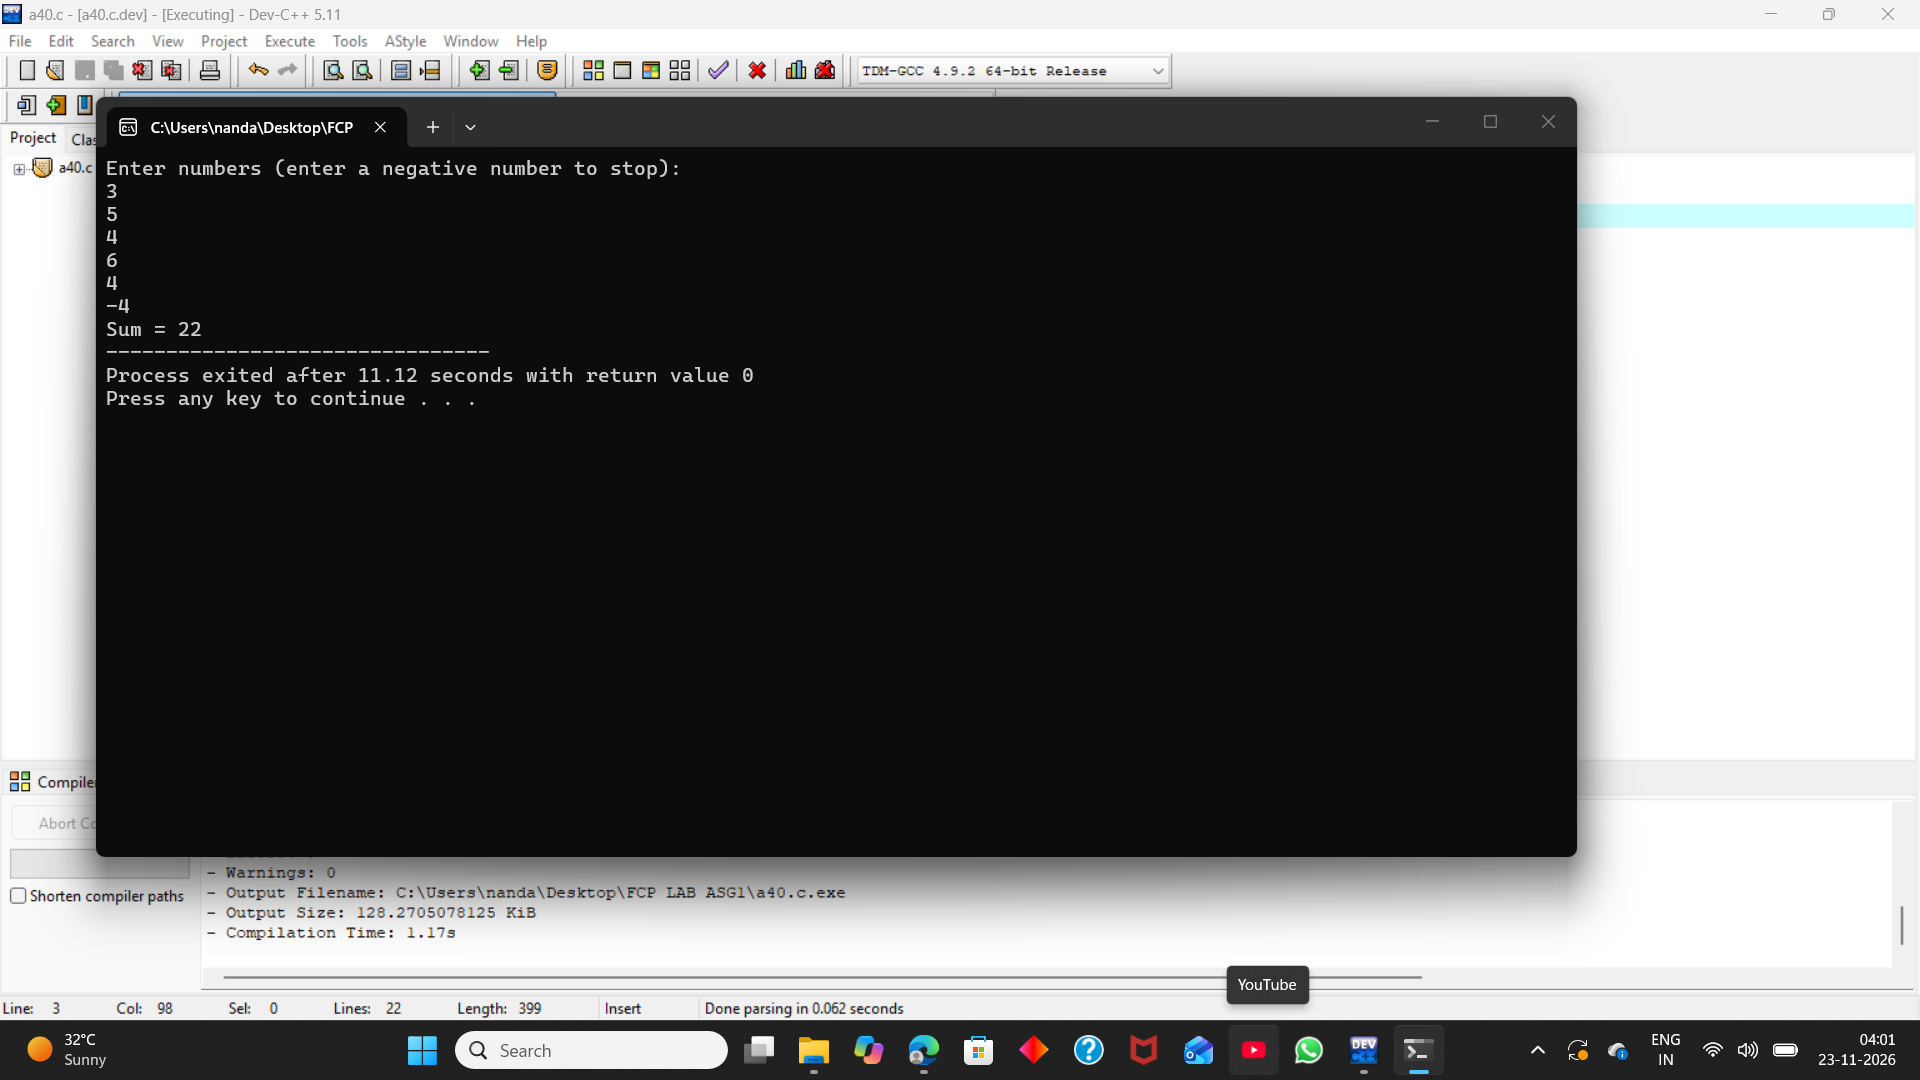 a40.c - [a40.c.dev] - [Executing] - Dev-C++ 5.11
File Edit Search View Project Execute Tools AStyle Window Help
TDM-GCC 4.9.2 64-bit Release
C:\Users\nanda\Desktop\FCP
Project
a40.c
Enter numbers (enter a negative number to stop):
3
5
4
6
4
-4
Sum = 22
--------------------------------
Process exited after 11.12 seconds with return value 0
Press any key to continue . . .
Compiler
Abort
Shorten compiler paths
- Warnings: 0
- Output Filename: C:\Users\nanda\Desktop\FCP LAB ASG1\a40.c.exe
- Output Size: 128.2705078125 KiB
- Compilation Time: 1.17s
YouTube
Line: 3 Col: 98 Sel: 0 Lines: 22 Length: 399 Insert Done parsing in 0.062 seconds
32°C
Sunny
Search
DEV
ENG
IN
04:01
23-11-2026